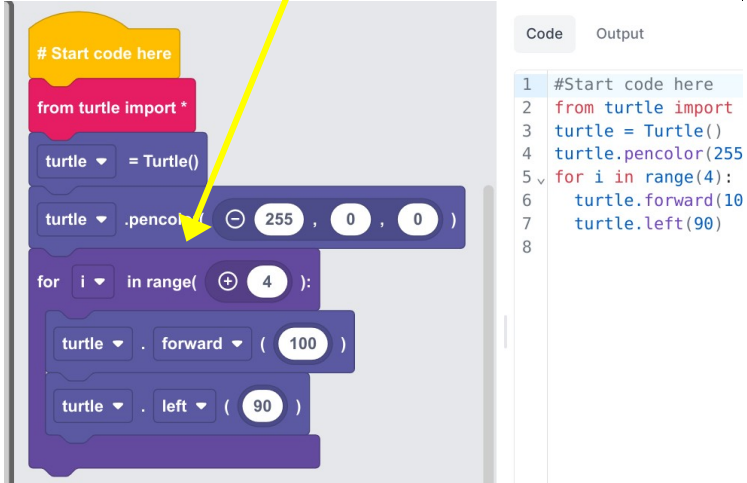 # Start code here
from turtle import *
turtle = Turtle()
turtle .pencolo ( 255 , 0 , 0 )
for i in range( 4 ):
turtle . forward ( 100 )
turtle . left ( 90 )
Code Output
1 #Start code here
2 from turtle import
3 turtle = Turtle()
4 turtle.pencolor(255
5 for i in range(4):
6 turtle.forward(10
7 turtle.left(90)
8